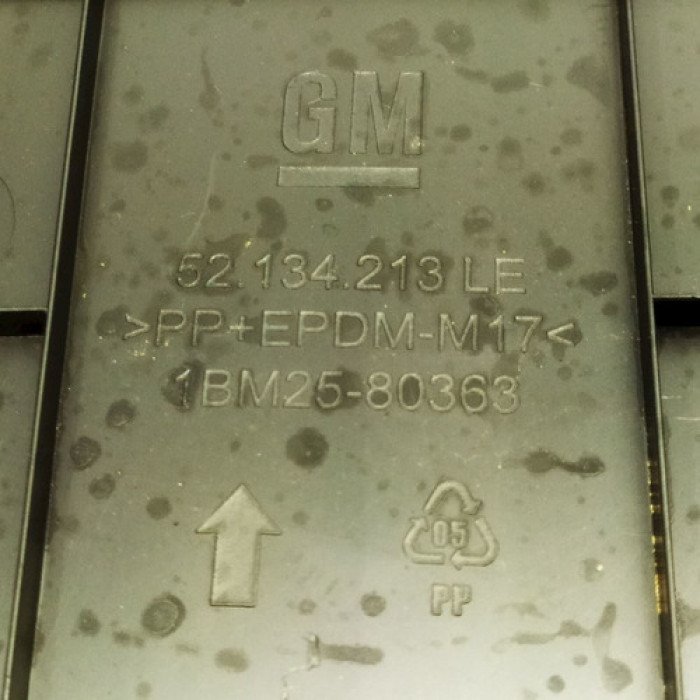 GM
52.134.213 LE
>PP+EPDM-M17<
1BM25-80363
05
PP